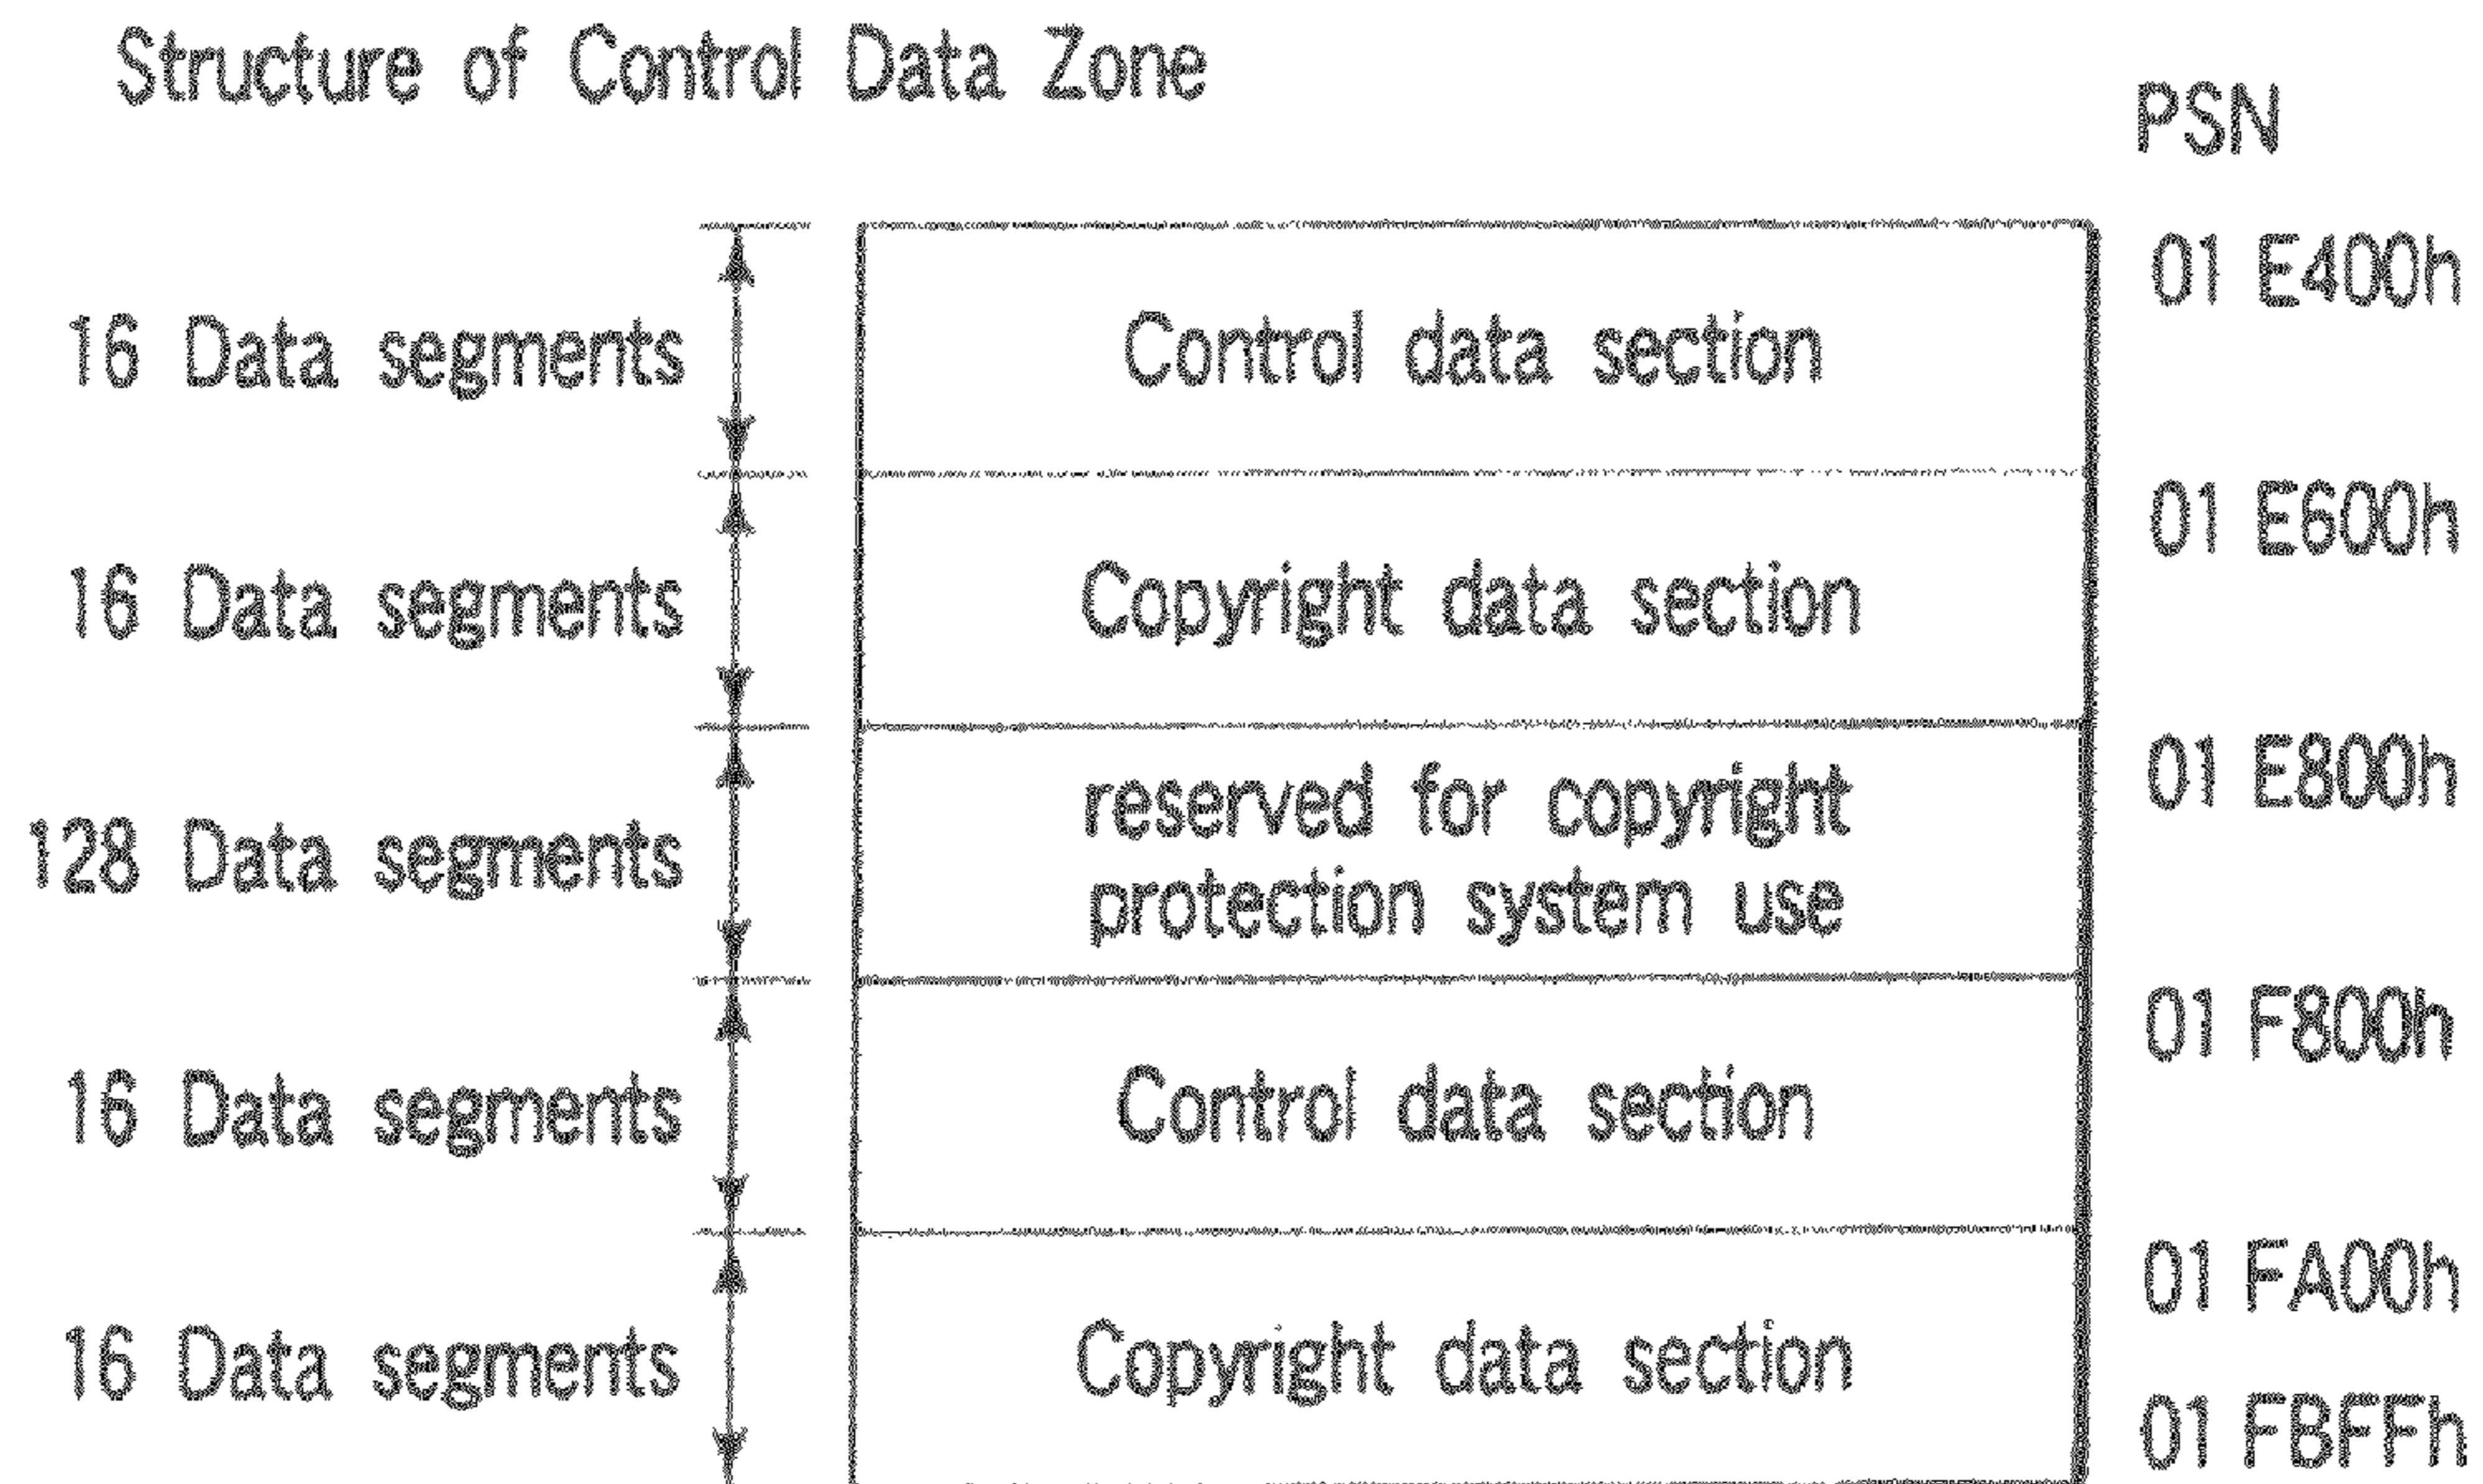 Structure of Control Data Zone
PSN
01 E400h
16 Data segments
Control data section
01 E600h
16 Data segments
Copyright data section
01 E800h
reserved for copyright
128 Data segments
protection system use
01 F800h
16 Data segments
Control data section
01 FA00h
16 Data segments
Copyright data section
01 FBFFh